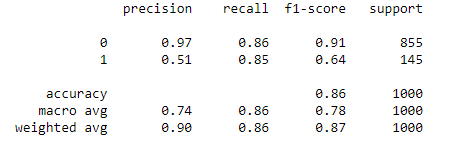 precision recall f1-score support
0 0.97 0.86 0.91 855
1 0.51 0.85 0.64 145
accuracy 0.86 1000
macro avg 0.74 0.86 0.78 1000
weighted avg 0.90 0.86 0.87 1000